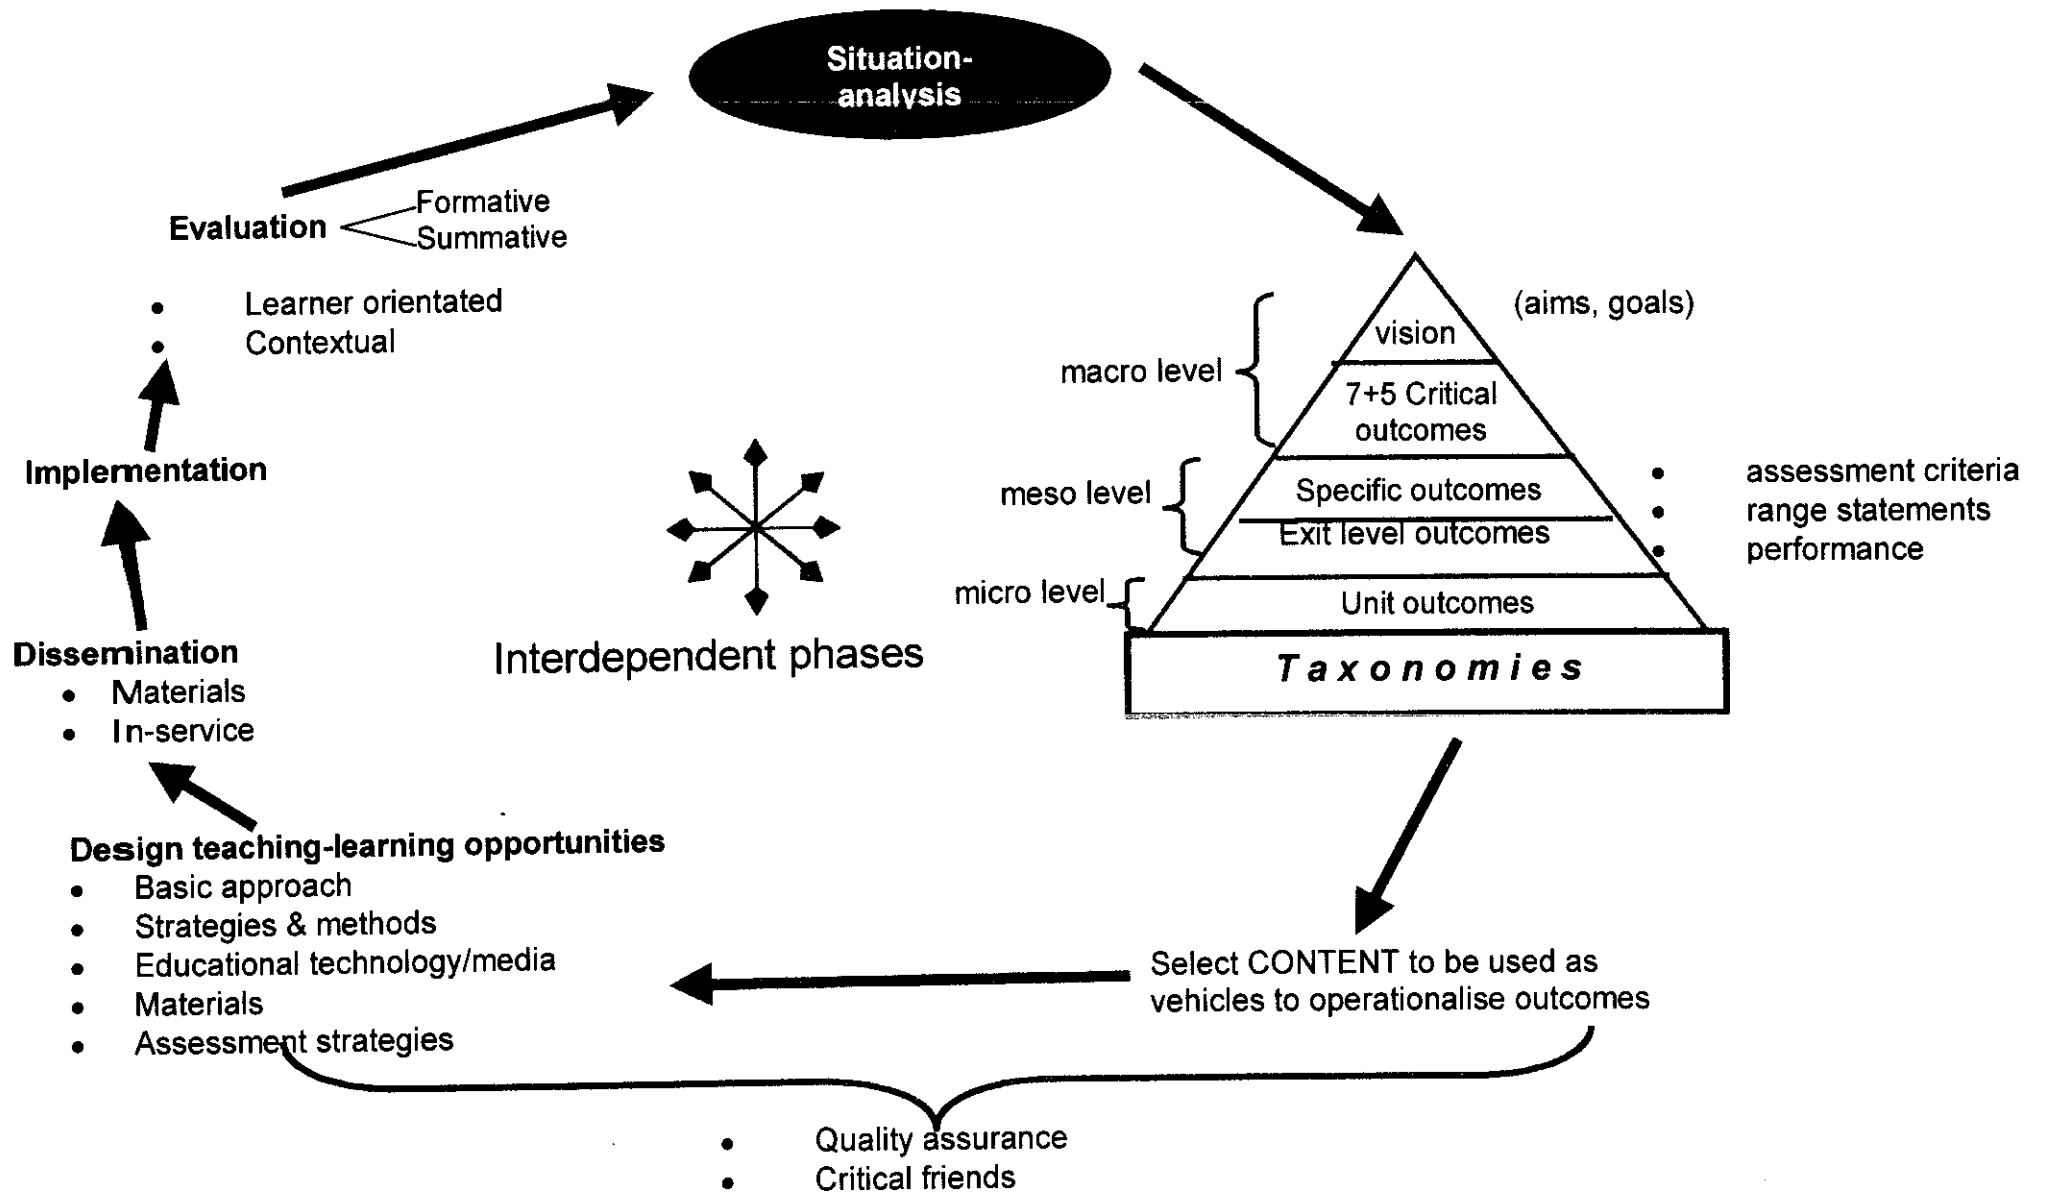 Situation-
analysis
Evaluation
Formative
Summative
• Learner orientated
• Contextual
Implementation
Dissemination
• Materials
• In-service
Design teaching-learning opportunities
• Basic approach
• Strategies & methods
• Educational technology/media
• Materials
• Assessment strategies
Interdependent phases
(aims, goals)
macro level
vision
7+5 Critical
outcomes
meso level
Specific outcomes
Exit level outcomes
• assessment criteria
• range statements
• performance
micro level
Unit outcomes
Taxonomies
Select CONTENT to be used as
vehicles to operationalise outcomes
• Quality assurance
• Critical friends